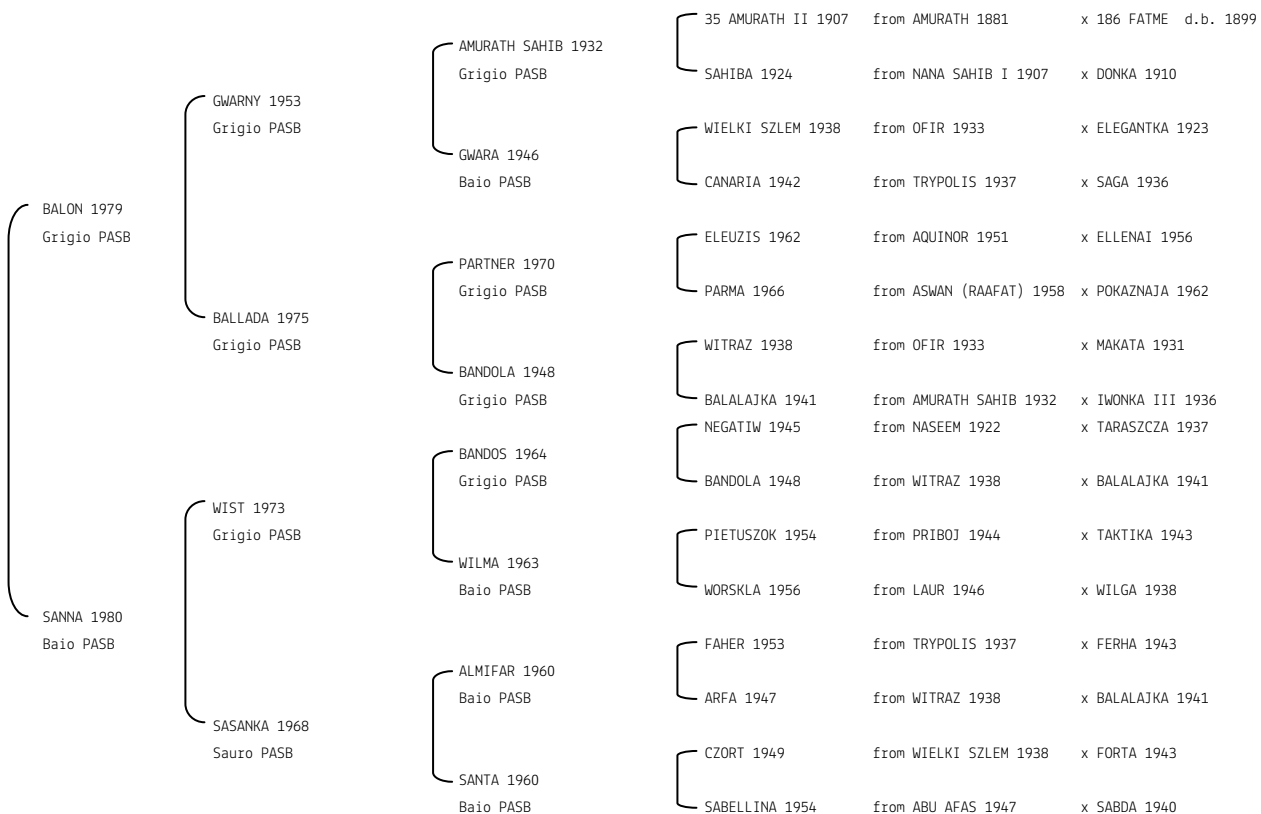 35 AMURATH II 1907 from AMURATH 1881 x 186 FATME d.b. 1899
AMURATH SAHIB 1932
Grigio PASB SAHIBA 1924 from NANA SAHIB I 1907 x DONKA 1910
GWARNY 1953
Grigio PASB WIELKI SZLEM 1938 from OFIR 1933 x ELEGANTKA 1923
GWARA 1946
Baio PASB CANARIA 1942 from TRYPOLIS 1937 x SAGA 1936
BALON 1979
Grigio PASB ELEUZIS 1962 from AQUINOR 1951 x ELLENAI 1956
PARTNER 1970
Grigio PASB PARMA 1966 from ASWAN (RAAFAT) 1958 x POKAZNAJA 1962
BALLADA 1975
Grigio PASB WITRAZ 1938 from OFIR 1933 x MAKATA 1931
BANDOLA 1948
Grigio PASB BALALAJKA 1941 from AMURATH SAHIB 1932 x IWONKA III 1936
NEGATIW 1945 from NASEEM 1922 x TARASZCZA 1937
BANDOS 1964
Grigio PASB BANDOLA 1948 from WITRAZ 1938 x BALALAJKA 1941
WIST 1973
Grigio PASB PIETUSZOK 1954 from PRIBOJ 1944 x TAKTIKA 1943
WILMA 1963
Baio PASB WORSKLA 1956 from LAUR 1946 x WILGA 1938
SANNA 1980
Baio PASB FAHER 1953 from TRYPOLIS 1937 x FERHA 1943
ALMIFAR 1960
Baio PASB ARFA 1947 from WITRAZ 1938 x BALALAJKA 1941
SASANKA 1968
Sauro PASB CZORT 1949 from WIELKI SZLEM 1938 x FORTA 1943
SANTA 1960
Baio PASB SABELLINA 1954 from ABU AFAS 1947 x SABDA 1940